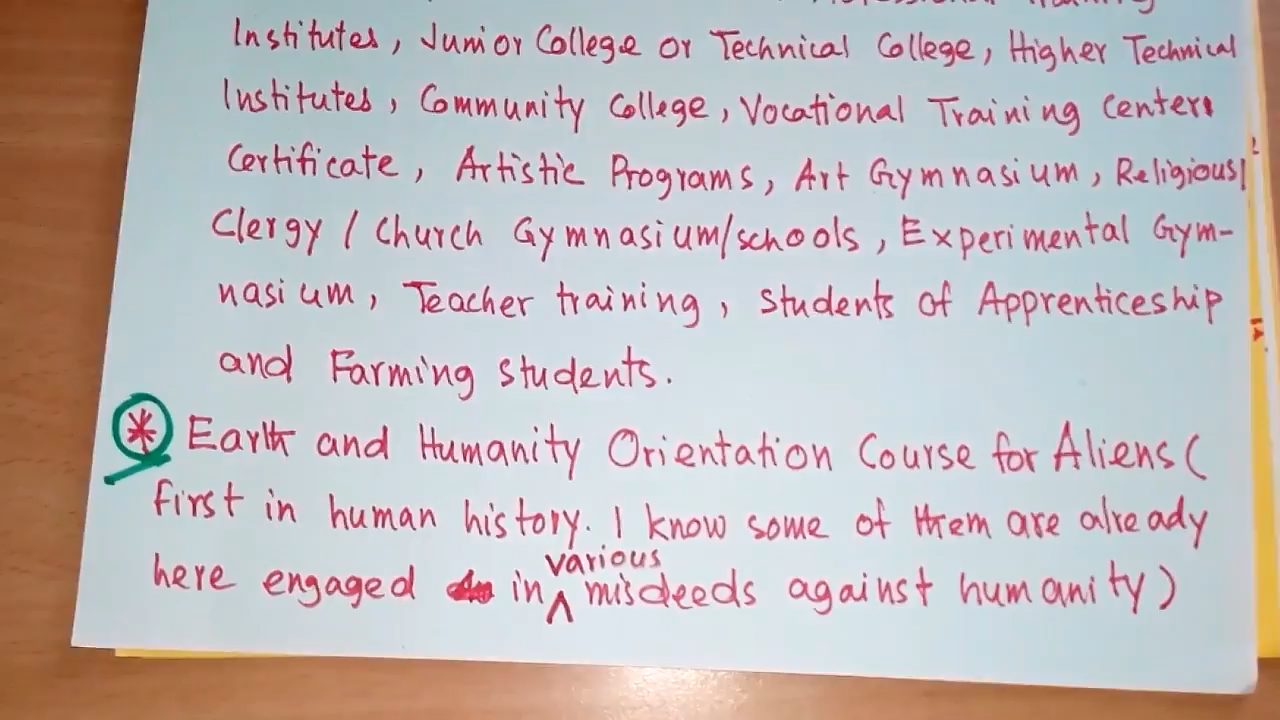 Institutes, Junior College or Technical College, Higher Technical
Institutes, Community College, Vocational Training Centers
Certificate, Artistic Programs, Art Gymnasium, Religious/
Clergy / Church Gymnasium/schools, Experimental Gym-
nasium, Teacher training, Students of Apprenticeship
and Farming students.
* Earth and Humanity Orientation Course for Aliens (
first in human history. I know some of them are already
here engaged in various misdeeds against humanity)